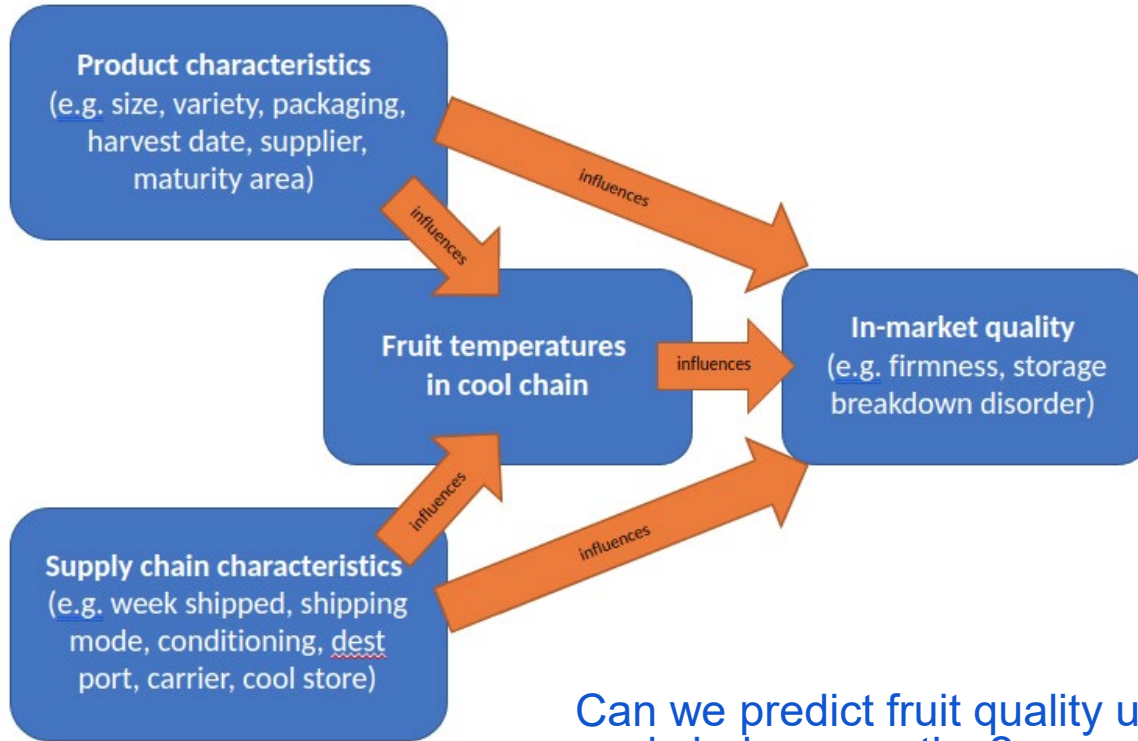 Product characteristics
(e.g. size, variety, packaging,
harvest date, supplier,
maturity area)
influences
influences
Fruit temperatures
in cool chain
influences
In-market quality
(e.g. firmness, storage
breakdown disorder)
influences
influences
Supply chain characteristics
(e.g. week shipped, shipping
mode, conditioning, dest
port, carrier, cool store)
Can we predict fruit quality